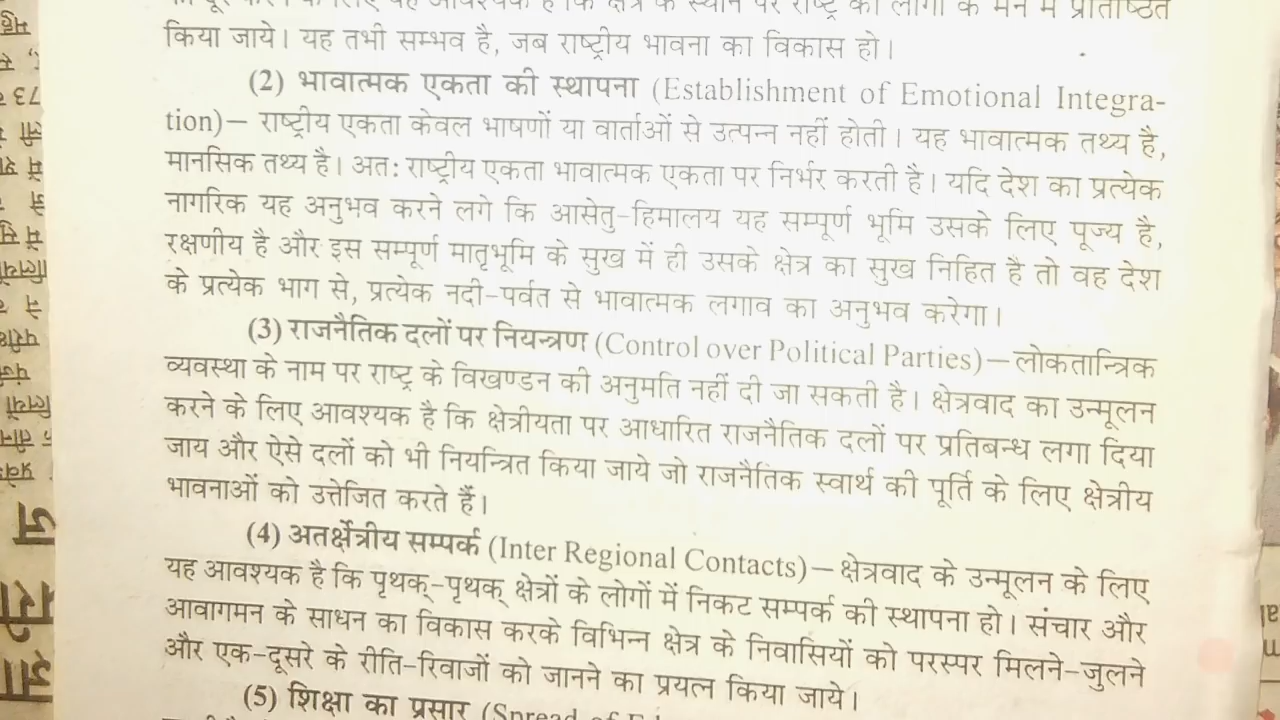 को दूर करने के लिए यह आवश्यक है कि क्षेत्र के स्थान पर राष्ट्र को लोगों के मन में प्रतिष्ठित
किया जाये। यह तभी सम्भव है, जब राष्ट्रीय भावना का विकास हो।
(2) भावात्मक एकता की स्थापना (Establishment of Emotional Integra-
tion)— राष्ट्रीय एकता केवल भाषणों या वार्ताओं से उत्पन्न नहीं होती। यह भावात्मक तथ्य है,
मानसिक तथ्य है। अतः राष्ट्रीय एकता भावात्मक एकता पर निर्भर करती है। यदि देश का प्रत्येक
नागरिक यह अनुभव करने लगे कि आसेतु-हिमालय यह सम्पूर्ण भूमि उसके लिए पूज्य है,
रक्षणीय है और इस सम्पूर्ण मातृभूमि के सुख में ही उसके क्षेत्र का सुख निहित है तो वह देश
के प्रत्येक भाग से, प्रत्येक नदी-पर्वत से भावात्मक लगाव का अनुभव करेगा।
(3) राजनैतिक दलों पर नियन्त्रण (Control over Political Parties)—लोकतान्त्रिक
व्यवस्था के नाम पर राष्ट्र के विखण्डन की अनुमति नहीं दी जा सकती है। क्षेत्रवाद का उन्मूलन
करने के लिए आवश्यक है कि क्षेत्रीयता पर आधारित राजनैतिक दलों पर प्रतिबन्ध लगा दिया
जाय और ऐसे दलों को भी नियन्त्रित किया जाये जो राजनैतिक स्वार्थ की पूर्ति के लिए क्षेत्रीय
भावनाओं को उत्तेजित करते हैं।
(4) अतर्क्षेत्रीय सम्पर्क (Inter Regional Contacts)—क्षेत्रवाद के उन्मूलन के लिए
यह आवश्यक है कि पृथक्-पृथक् क्षेत्रों के लोगों में निकट सम्पर्क की स्थापना हो। संचार और
आवागमन के साधन का विकास करके विभिन्न क्षेत्र के निवासियों को परस्पर मिलने-जुलने
और एक-दूसरे के रीति-रिवाजों को जानने का प्रयत्न किया जाये।
(5) शिक्षा का प्रसार (Spread of